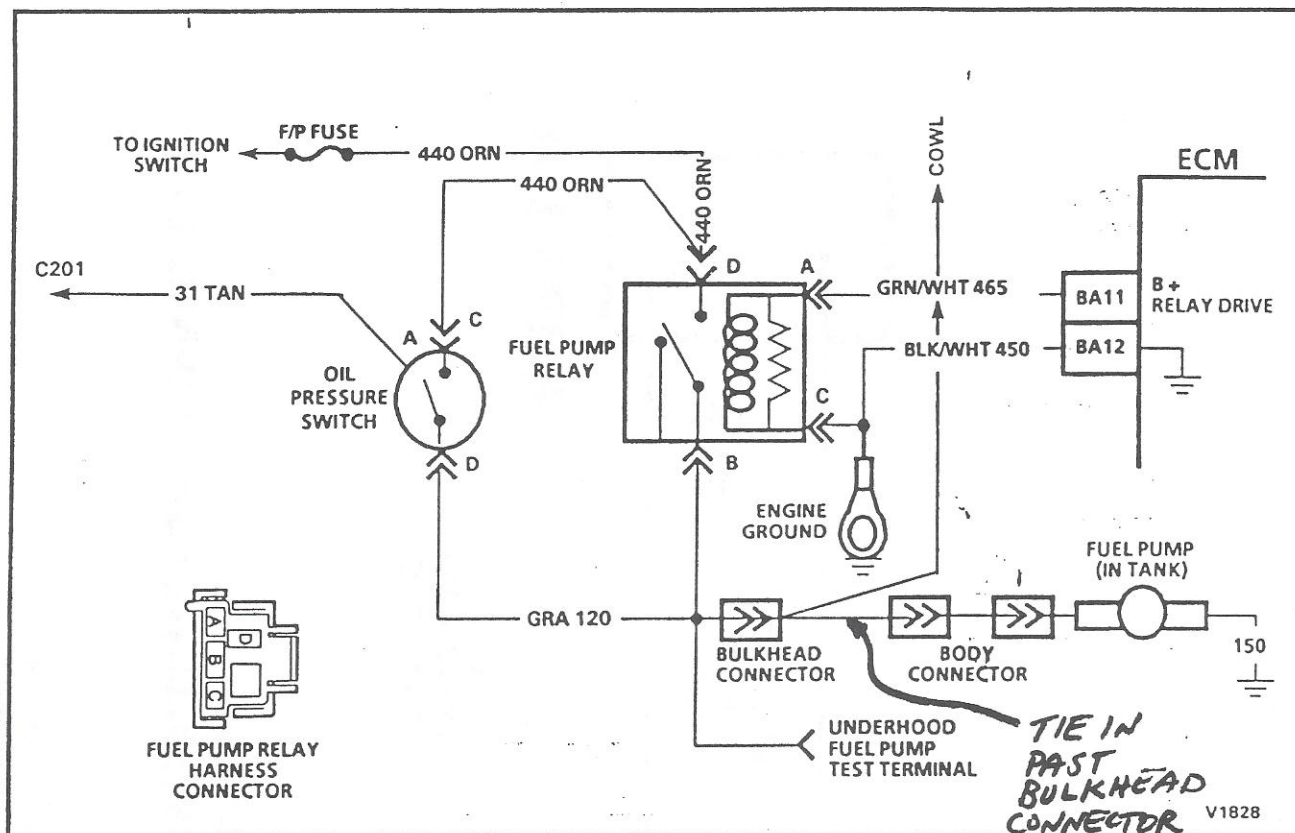 F/P FUSE
TO IGNITION
SWITCH
440 ORN
440 ORN
440 ORN
COWL
ECM
C201
31 TAN
D
A
GRN/WHT 465
BA11
B +
RELAY DRIVE
A
C
FUEL PUMP
RELAY
BLK/WHT 450
BA12
OIL
PRESSURE
SWITCH
C
D
B
ENGINE
GROUND
FUEL PUMP
(IN TANK)
A
D
B
C
GRA 120
150
BULKHEAD
CONNECTOR
BODY
CONNECTOR
FUEL PUMP RELAY
HARNESS
CONNECTOR
UNDERHOOD
FUEL PUMP
TEST TERMINAL
TIE IN
PAST
BULKHEAD
CONNECTOR
V1828